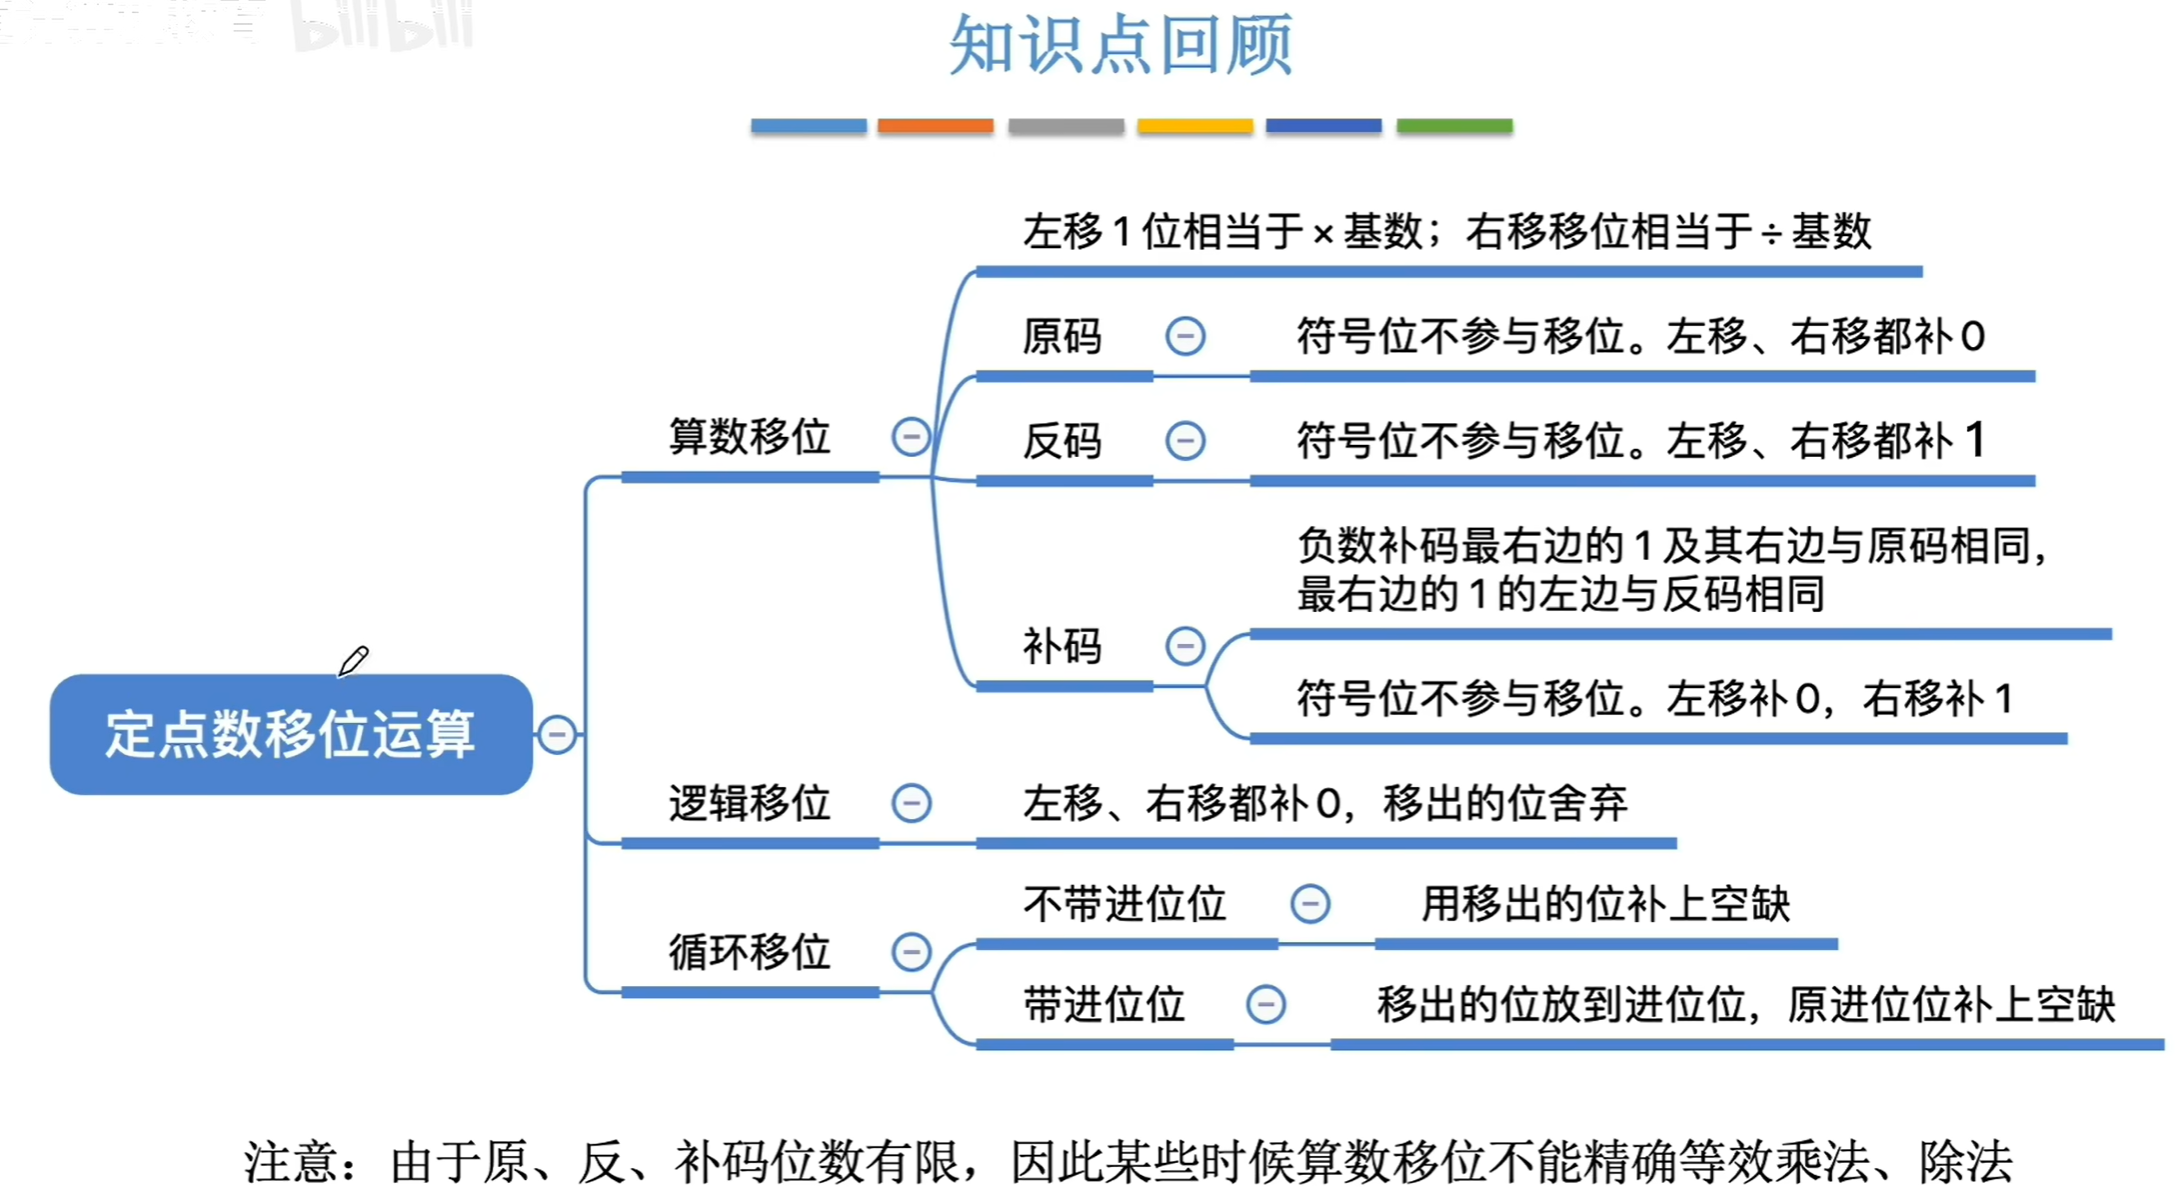 bilibili
知识点回顾
左移1位相当于×基数；右移移位相当于÷基数
原码
符号位不参与移位。左移、右移都补0
算数移位
反码
符号位不参与移位。左移、右移都补1
负数补码最右边的1及其右边与原码相同，
最右边的1的左边与反码相同
补码
符号位不参与移位。左移补0，右移补1
定点数移位运算
逻辑移位
左移、右移都补0，移出的位舍弃
不带进位位
用移出的位补上空缺
循环移位
带进位位
移出的位放到进位位，原进位位补上空缺
注意：由于原、反、补码位数有限，因此某些时候算数移位不能精确等效乘法、除法